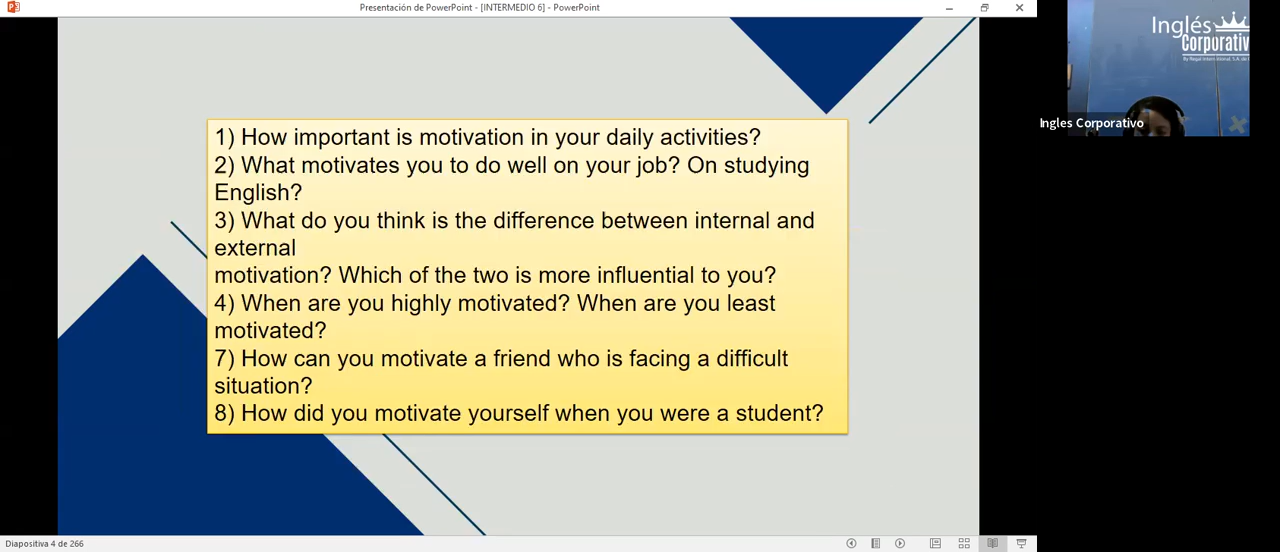 Presentación de PowerPoint - [INTERMEDIO 6] - PowerPoint
Inglés
Corporativ
By Regal International, S.A. de
Ingles Corporativo
1) How important is motivation in your daily activities?
2) What motivates you to do well on your job? On studying
English?
3) What do you think is the difference between internal and
external
motivation? Which of the two is more influential to you?
4) When are you highly motivated? When are you least
motivated?
7) How can you motivate a friend who is facing a difficult
situation?
8) How did you motivate yourself when you were a student?
Diapositiva 4 de 266